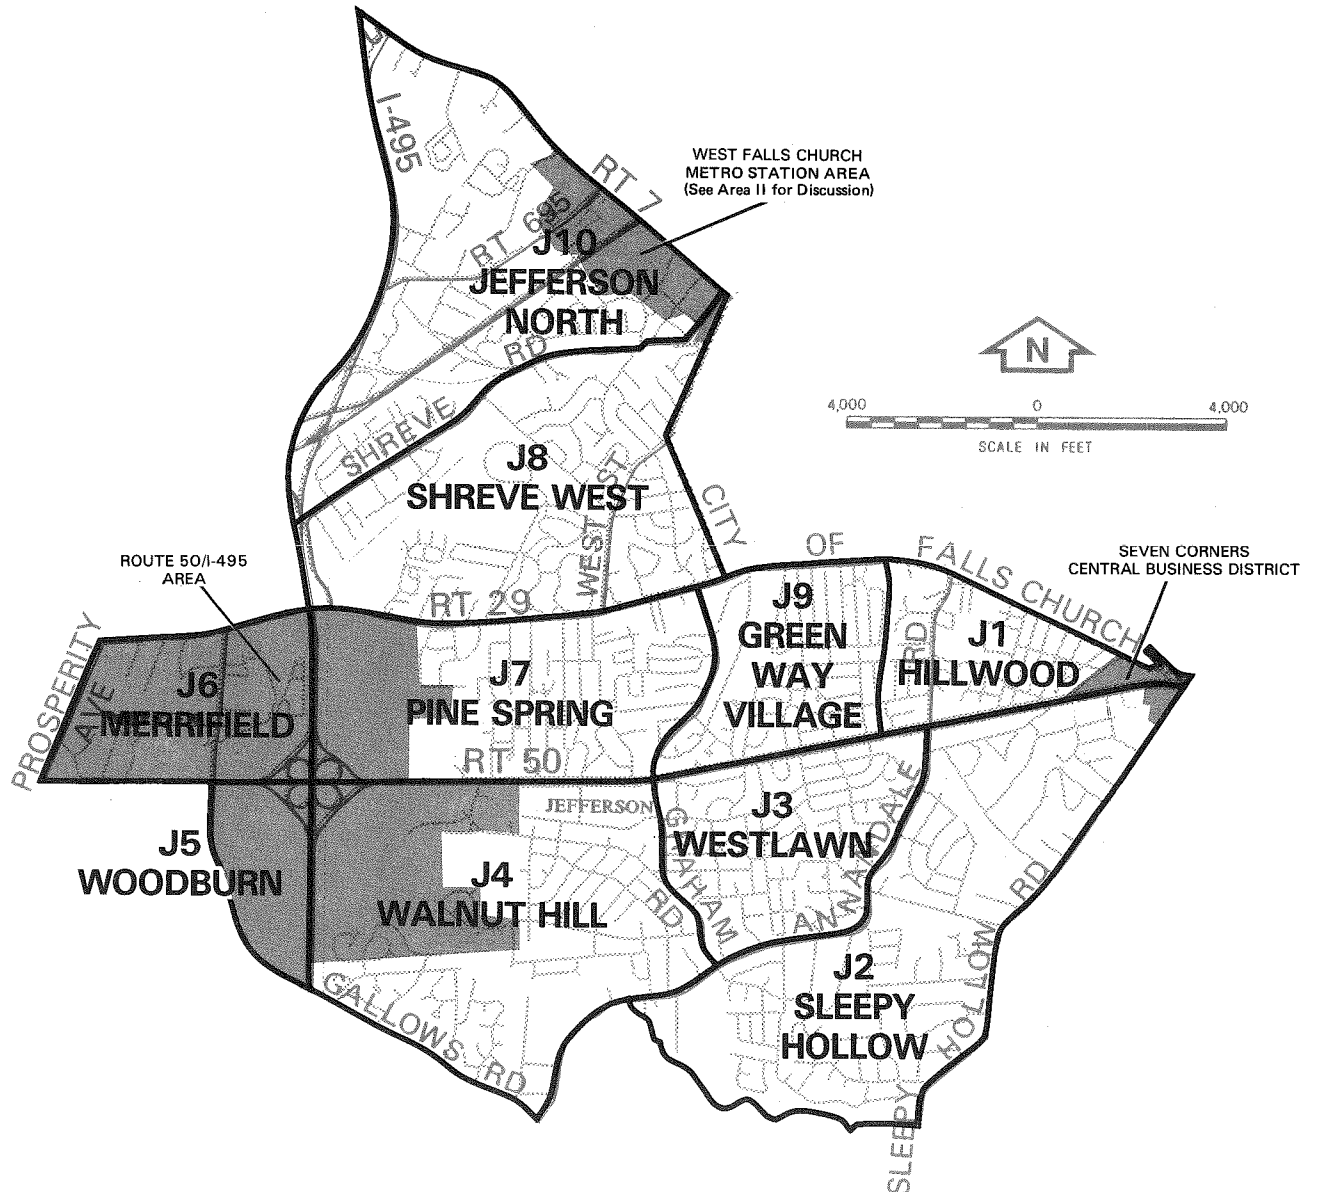 I-495
WEST FALLS CHURCH
METRO STATION AREA
(See Area II for Discussion)
RT 7
RT 695
J10
JEFFERSON
NORTH
SHREVE RD
N
4,000 0 4,000
SCALE IN FEET
J8
SHREVE WEST
WEST ST
CITY OF FALLS CHURCH
ROUTE 50/I-495
AREA
SEVEN CORNERS
CENTRAL BUSINESS DISTRICT
RT 29
PROSPERITY AVE
J6
MERRIFIELD
J7
PINE SPRING
RT 50
J9
GREEN
WAY
VILLAGE
J1
HILLWOOD
JEFFERSON
J3
WESTLAWN
GRAHAM RD
ANNANDALE RD
J5
WOODBURN
J4
WALNUT HILL
GALLOWS RD
J2
SLEEPY
HOLLOW
SLEEPY HOLLOW RD